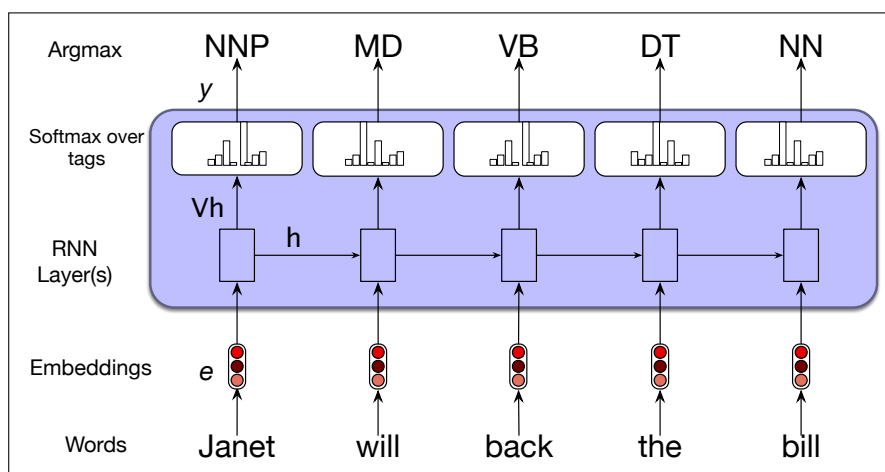 Argmax NNP MD VB DT NN
y
Softmax over
tags
Vh
h
RNN
Layer(s)
Embeddings e
Words Janet will back the bill